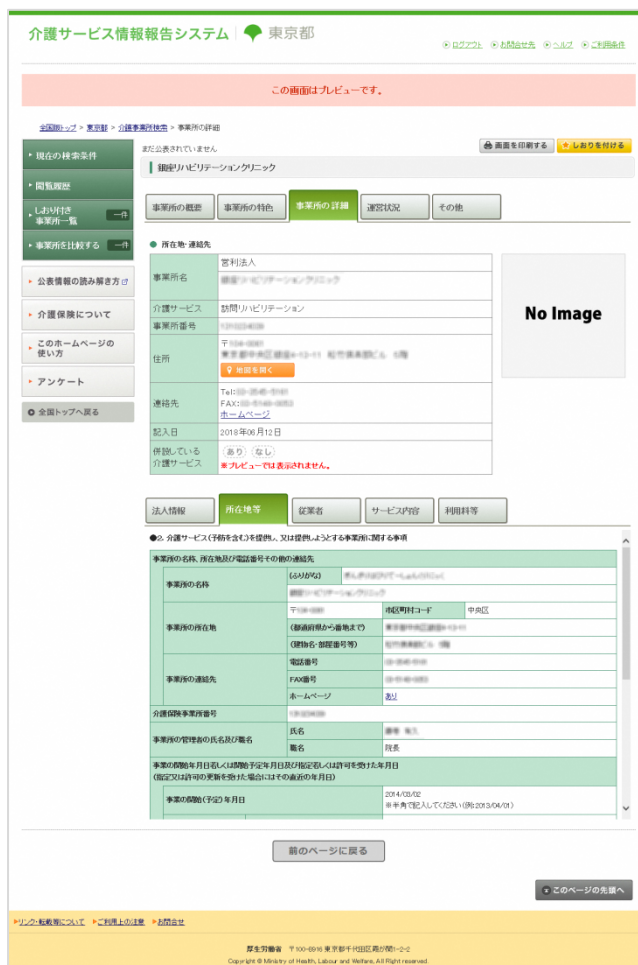 介護サービス情報報告システム 東京都
ログアウト お問合せ先 ヘルプ ご利用条件
この画面はプレビューです。
全国版トップ > 東京都 > 介護事業所検索 > 事業所の詳細
現在の検索条件
閲覧履歴
しおり付き
事業所一覧 一件
事業所を比較する 一件
公表情報の読み解き方
介護保険について
このホームページの
使い方
アンケート
全国トップへ戻る
まだ公表されていません
画面を印刷する しおりを付ける
銀座リハビリテーションクリニック
事業所の概要 事業所の特色 事業所の詳細 運営状況 その他
● 所在地・連絡先
事業所名 営利法人
介護サービス 訪問リハビリテーション
事業所番号
住所 〒
地図を開く
連絡先 Tel:
FAX:
ホームページ
記入日 2018年06月12日
併設している
介護サービス
あり なし
※プレビューでは表示されません。
No Image
法人情報 所在地等 従業者 サービス内容 利用料等
●2. 介護サービス(予防を含む)を提供し、又は提供しようとする事業所に関する事項
事業所の名称、所在地及び電話番号その他の連絡先
事業所の名称 (ふりがな)
事業所の所在地 〒 市区町村コード 中央区
(都道府県から番地まで)
(建物名・部屋番号等)
事業所の連絡先 電話番号
FAX番号
ホームページ あり
介護保険事業所番号
事業所の管理者の氏名及び職名 氏名
職名 院長
事業の開始年月日若しくは開始予定年月日及び指定若しくは許可を受けた年月日
(指定又は許可の更新を受けた場合にはその直近の年月日)
事業の開始(予定)年月日 2014/03/02
※半角で記入してください(例:2013/04/01)
前のページに戻る
このページの先頭へ
リンク・転載等について ご利用上の注意 お問合せ
厚生労働省 〒100-8916 東京都千代田区霞が関1-2-2
Copyright © Ministry of Health, Labour and Welfare, All Right reserved.